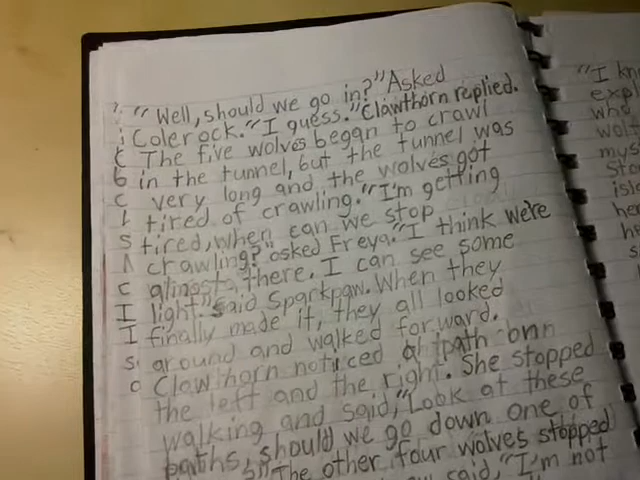 "Well, should we go in?" Asked
Colerock. "I guess." Clawthorn replied.
The five wolves began to crawl
in the tunnel, but the tunnel was
very long and the wolves got
tired of crawling. "I'm getting
tired, when can we stop
crawling?" asked Freya. "I think we're
almost there. I can see some
light." said Sparkpaw. When they
finally made it, they all looked
around and walked forward.
Clawthorn noticed a path on
the left and the right. She stopped
walking and said, "Look at these
paths, should we go down one of
The other four wolves stopped
said, "I'm not
"I
expl
who
myst